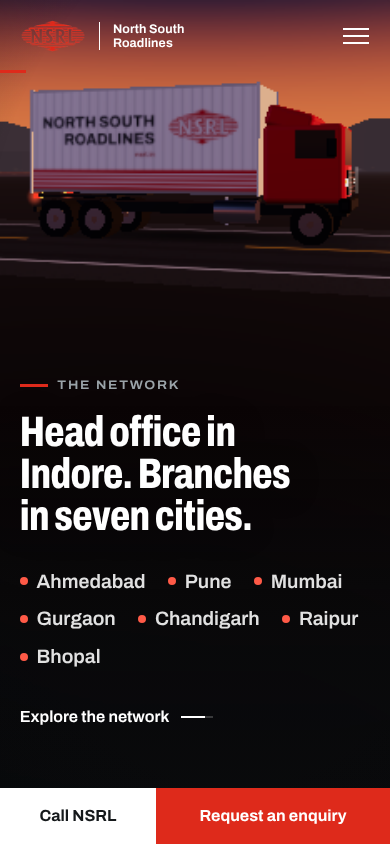 NSRL
North South
Roadlines
NORTH SOUTH
ROADLINES
NSRL
THE NETWORK
Head office in
Indore. Branches
in seven cities.
Ahmedabad
Pune
Mumbai
Gurgaon
Chandigarh
Raipur
Bhopal
Explore the network
Call NSRL
Request an enquiry